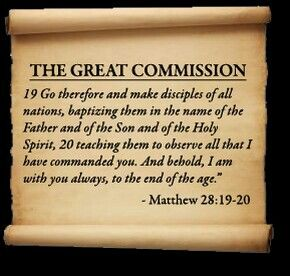 THE GREAT COMMISSION
19 Go therefore and make disciples of all
nations, baptizing them in the name of the
Father and of the Son and of the Holy
Spirit, 20 teaching them to observe all that I
have commanded you. And behold, I am
with you always, to the end of the age.”
- Matthew 28:19-20